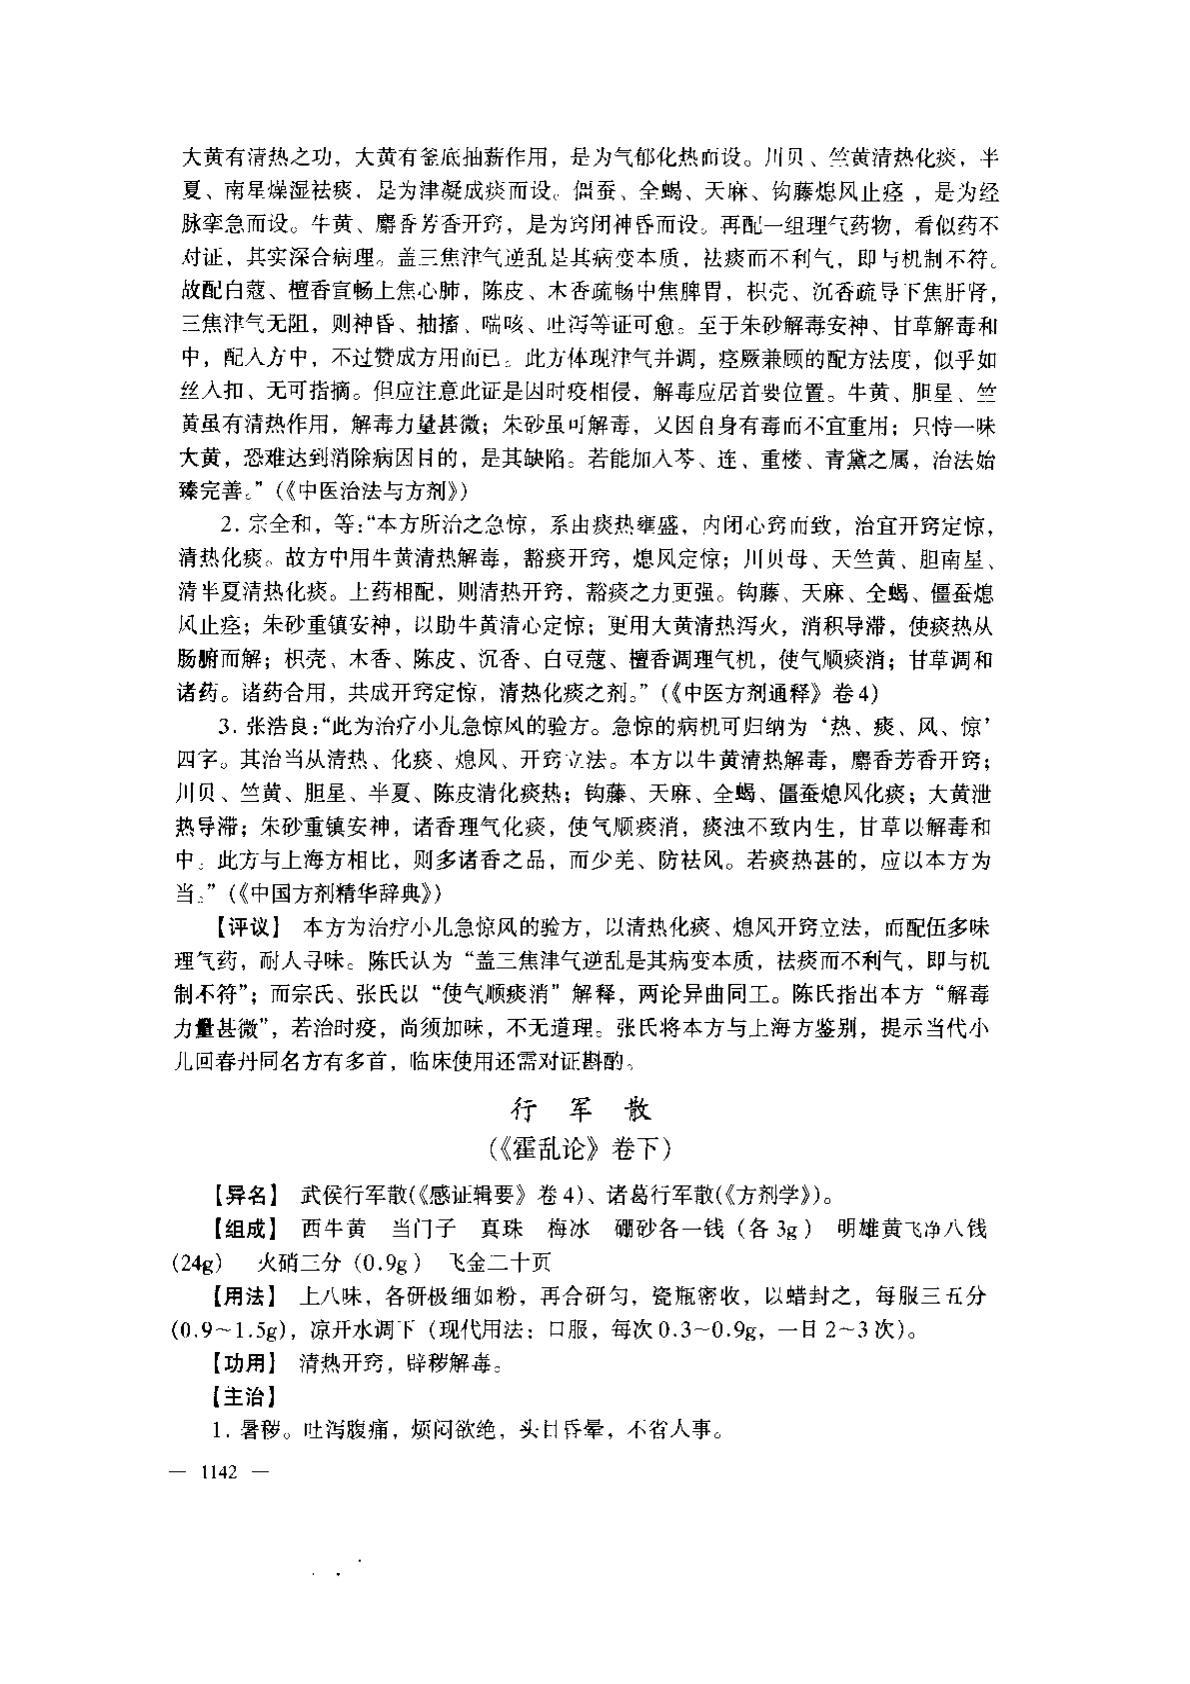 大黄有清热之功，大黄有釜底抽薪作用，是为气郁化热而设。川贝、竺黄清热化痰，半
夏、南星燥湿祛痰，是为津凝成痰而设。僵蚕、全蝎、天麻、钩藤熄风止痉，是为经
脉挛急而设。牛黄、麝香芳香开窍，是为窍闭神昏而设。再配一组理气药物，看似药不
对证，其实深合病理。盖三焦津气逆乱是其病变本质，祛痰而不利气，即与机制不符。
故配白蔻、檀香宣畅上焦心肺，陈皮、木香疏畅中焦脾胃，枳壳、沉香疏导下焦肝肾，
三焦津气无阻，则神昏、抽搐、喘咳、吐泻等证可愈。至于朱砂解毒安神、甘草解毒和
中，配入方中，不过赞成方用而已。此方体现津气并调，痉厥兼顾的配方法度，似乎如
丝入扣、无可指摘。但应注意此证是因时疫相侵，解毒应居首要位置。牛黄、胆星、竺
黄虽有清热作用，解毒力量甚微；朱砂虽可解毒，又因自身有毒而不宜重用；只恃一味
大黄，恐难达到消除病因目的，是其缺陷。若能加入芩、连、重楼、青黛之属，治法始
臻完善。”（《中医治法与方剂》）
2. 宗全和，等：“本方所治之急惊，系由痰热壅盛，内闭心窍而致，治宜开窍定惊，
清热化痰。故方中用牛黄清热解毒，豁痰开窍，熄风定惊；川贝母、天竺黄、胆南星、
清半夏清热化痰。上药相配，则清热开窍，豁痰之力更强。钩藤、天麻、全蝎、僵蚕熄
风止痉；朱砂重镇安神，以助牛黄清心定惊；更用大黄清热泻火，消积导滞，使痰热从
肠腑而解；枳壳、木香、陈皮、沉香、白豆蔻、檀香调理气机，使气顺痰消；甘草调和
诸药。诸药合用，共成开窍定惊，清热化痰之剂。”（《中医方剂通释》卷4）
3. 张浩良：“此为治疗小儿急惊风的验方。急惊的病机可归纳为‘热、痰、风、惊’
四字。其治当从清热、化痰、熄风、开窍立法。本方以牛黄清热解毒，麝香芳香开窍；
川贝、竺黄、胆星、半夏、陈皮清化痰热；钩藤、天麻、全蝎、僵蚕熄风化痰；大黄泄
热导滞；朱砂重镇安神，诸香理气化痰，使气顺痰消，痰浊不致内生，甘草以解毒和
中。此方与上海方相比，则多诸香之品，而少羌、防祛风。若痰热甚的，应以本方为
当。”（《中国方剂精华辞典》）
【评议】 本方为治疗小儿急惊风的验方，以清热化痰、熄风开窍立法，而配伍多味
理气药，耐人寻味。陈氏认为“盖三焦津气逆乱是其病变本质，祛痰而不利气，即与机
制不符”；而宗氏、张氏以“使气顺痰消”解释，两论异曲同工。陈氏指出本方“解毒
力量甚微”，若治时疫，尚须加味，不无道理。张氏将本方与上海方鉴别，提示当代小
儿回春丹同名方有多首，临床使用还需对证斟酌。
行 军 散
（《霍乱论》卷下）
【异名】 武侯行军散（《感证辑要》卷4）、诸葛行军散（《方剂学》）。
【组成】 西牛黄 当门子 真珠 梅冰 硼砂各一钱（各3g） 明雄黄飞净八钱
（24g） 火硝三分（0.9g） 飞金二十页
【用法】 上八味，各研极细如粉，再合研匀，瓷瓶密收，以蜡封之，每服三五分
（0.9～1.5g），凉开水调下（现代用法：口服，每次0.3～0.9g，一日2～3次）。
【功用】 清热开窍，辟秽解毒。
【主治】
1. 暑秽。吐泻腹痛，烦闷欲绝，头目昏晕，不省人事。
— 1142 —